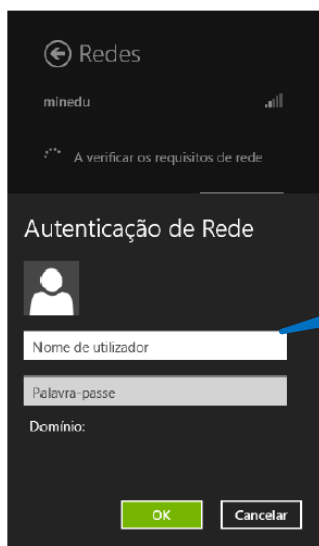 Redes
minedu
A verificar os requisitos de rede
Autenticação de Rede
Nome de utilizador
Palavra-passe
Domínio:
OK Cancelar